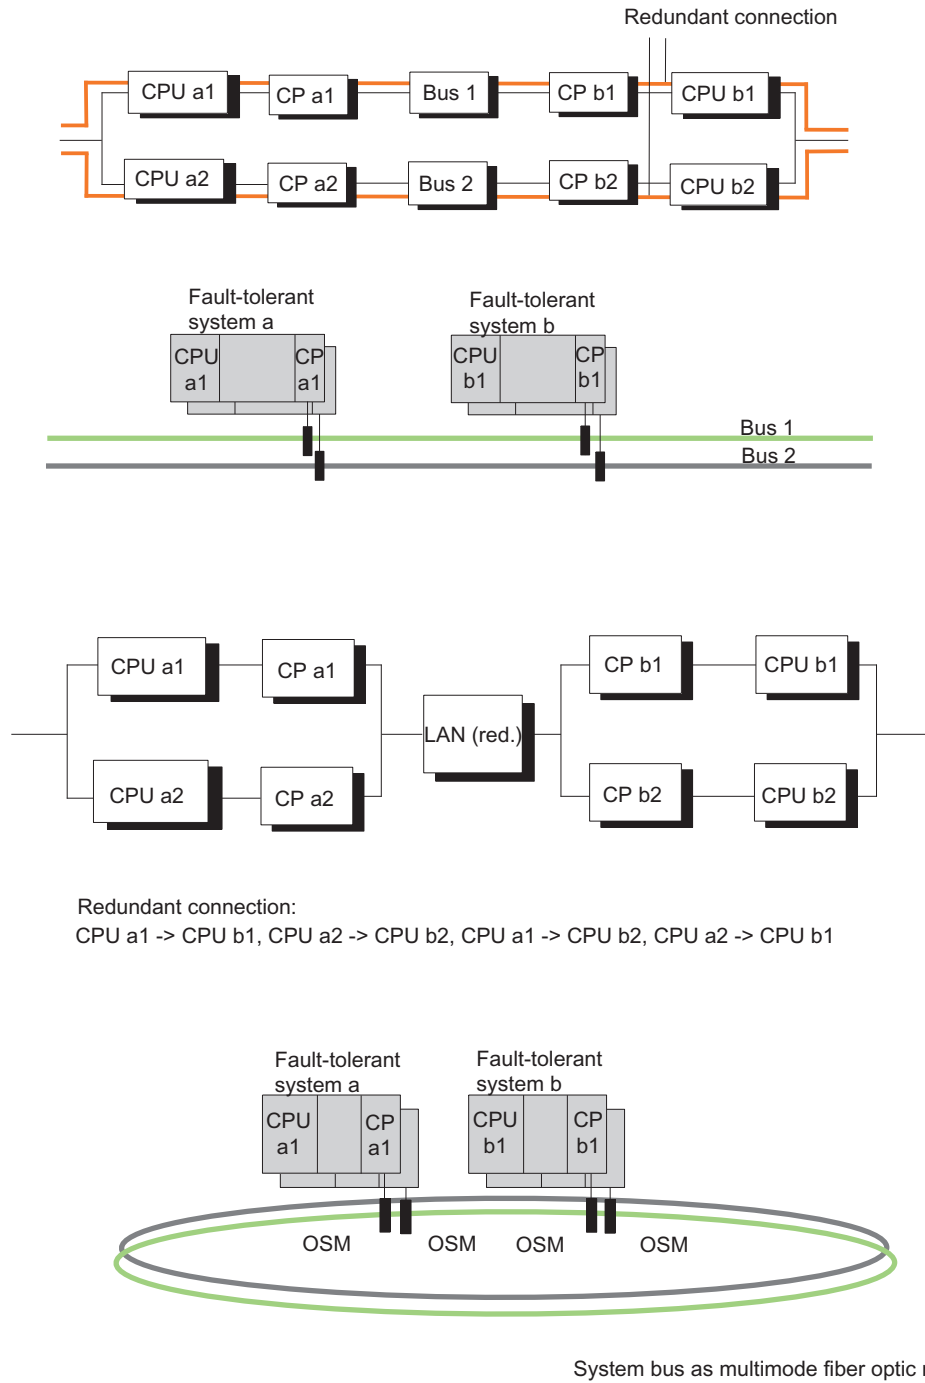 Redundant connection
CPU a1 CP a1 Bus 1 CP b1 CPU b1
CPU a2 CP a2 Bus 2 CP b2 CPU b2
Fault-tolerant
system a
Fault-tolerant
system b
CPU
a1
CP
a1
CPU
b1
CP
b1
Bus 1
Bus 2
CPU a1 CP a1 CP b1 CPU b1
LAN (red.)
CPU a2 CP a2 CP b2 CPU b2
Redundant connection:
CPU a1 -> CPU b1, CPU a2 -> CPU b2, CPU a1 -> CPU b2, CPU a2 -> CPU b1
Fault-tolerant
system a
Fault-tolerant
system b
CPU
a1
CP
a1
CPU
b1
CP
b1
OSM OSM OSM OSM
System bus as multimode fiber optic